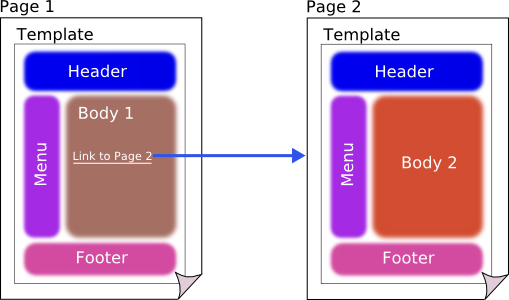 Page 1
Template
Header
Menu
Body 1
Link to Page 2
Footer
Page 2
Template
Header
Menu
Body 2
Footer